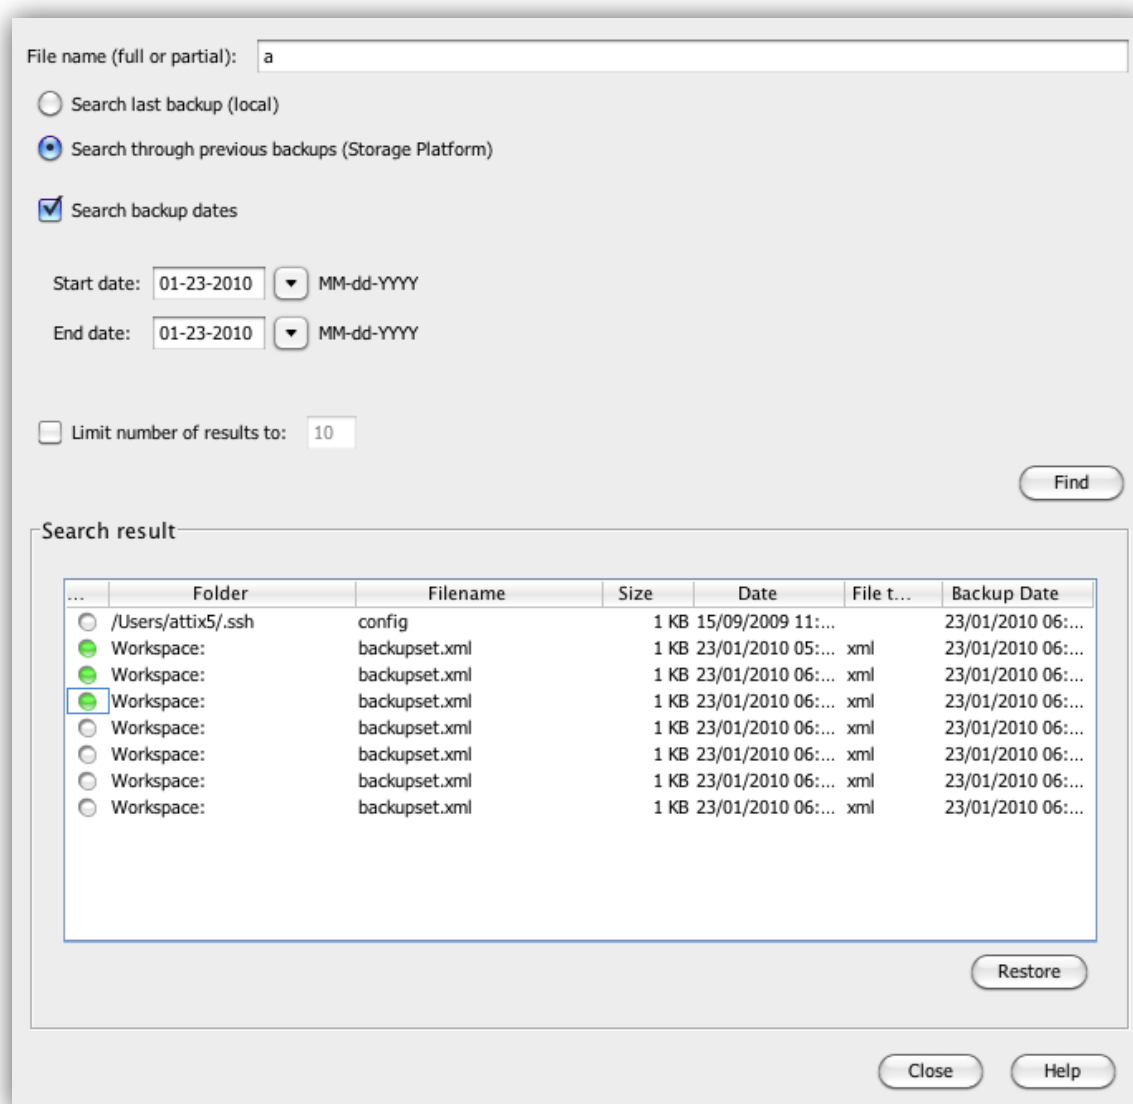 File name (full or partial): a
Search last backup (local)
Search through previous backups (Storage Platform)
Search backup dates
Start date: 01-23-2010 MM-dd-YYYY
End date: 01-23-2010 MM-dd-YYYY
Limit number of results to: 10
Find
Search result
... Folder Filename Size Date File t... Backup Date
/Users/attix5/.ssh config 1 KB 15/09/2009 11:... 23/01/2010 06:...
Workspace: backupset.xml 1 KB 23/01/2010 05:... xml 23/01/2010 06:...
Workspace: backupset.xml 1 KB 23/01/2010 06:... xml 23/01/2010 06:...
Workspace: backupset.xml 1 KB 23/01/2010 06:... xml 23/01/2010 06:...
Workspace: backupset.xml 1 KB 23/01/2010 06:... xml 23/01/2010 06:...
Workspace: backupset.xml 1 KB 23/01/2010 06:... xml 23/01/2010 06:...
Workspace: backupset.xml 1 KB 23/01/2010 06:... xml 23/01/2010 06:...
Workspace: backupset.xml 1 KB 23/01/2010 06:... xml 23/01/2010 06:...
Restore
Close Help